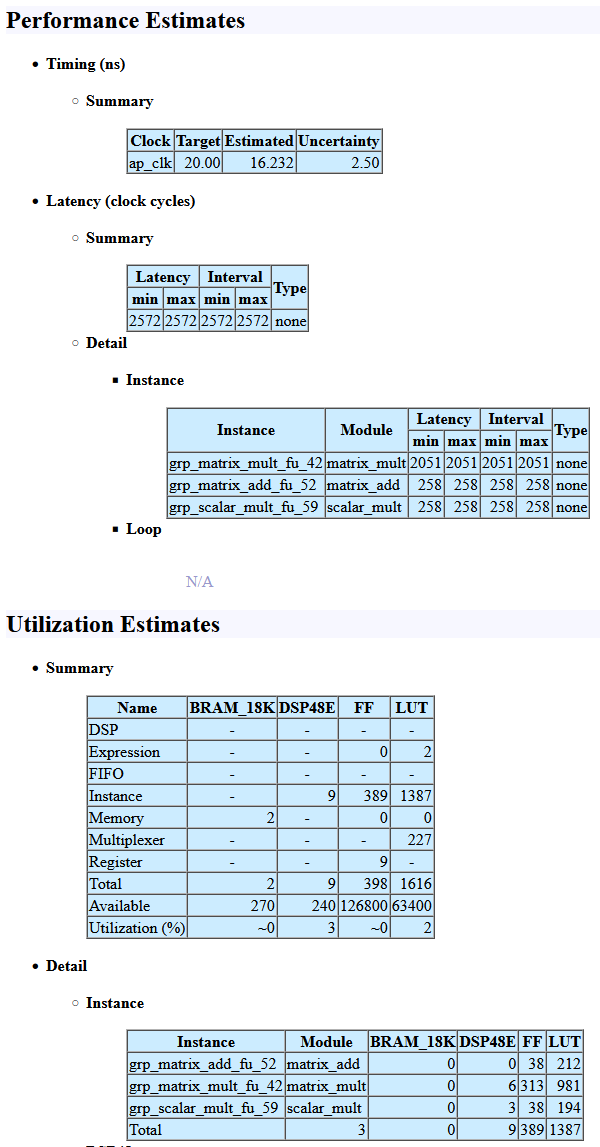 Performance Estimates
Timing (ns)
Summary
Clock Target Estimated Uncertainty
ap_clk 20.00 16.232 2.50
Latency (clock cycles)
Summary
Latency Interval Type
min max min max
2572 2572 2572 2572 none
Detail
Instance
Instance Module Latency Interval Type
min max min max
grp_matrix_mult_fu_42 matrix_mult 2051 2051 2051 2051 none
grp_matrix_add_fu_52 matrix_add 258 258 258 258 none
grp_scalar_mult_fu_59 scalar_mult 258 258 258 258 none
Loop
N/A
Utilization Estimates
Summary
Name BRAM_18K DSP48E FF LUT
DSP - - - -
Expression - - 0 2
FIFO - - - -
Instance - 9 389 1387
Memory 2 - 0 0
Multiplexer - - - 227
Register - - 9 -
Total 2 9 398 1616
Available 270 240 126800 63400
Utilization (%) ~0 3 ~0 2
Detail
Instance
Instance Module BRAM_18K DSP48E FF LUT
grp_matrix_add_fu_52 matrix_add 0 0 38 212
grp_matrix_mult_fu_42 matrix_mult 0 6 313 981
grp_scalar_mult_fu_59 scalar_mult 0 3 38 194
Total 3 0 9 389 1387